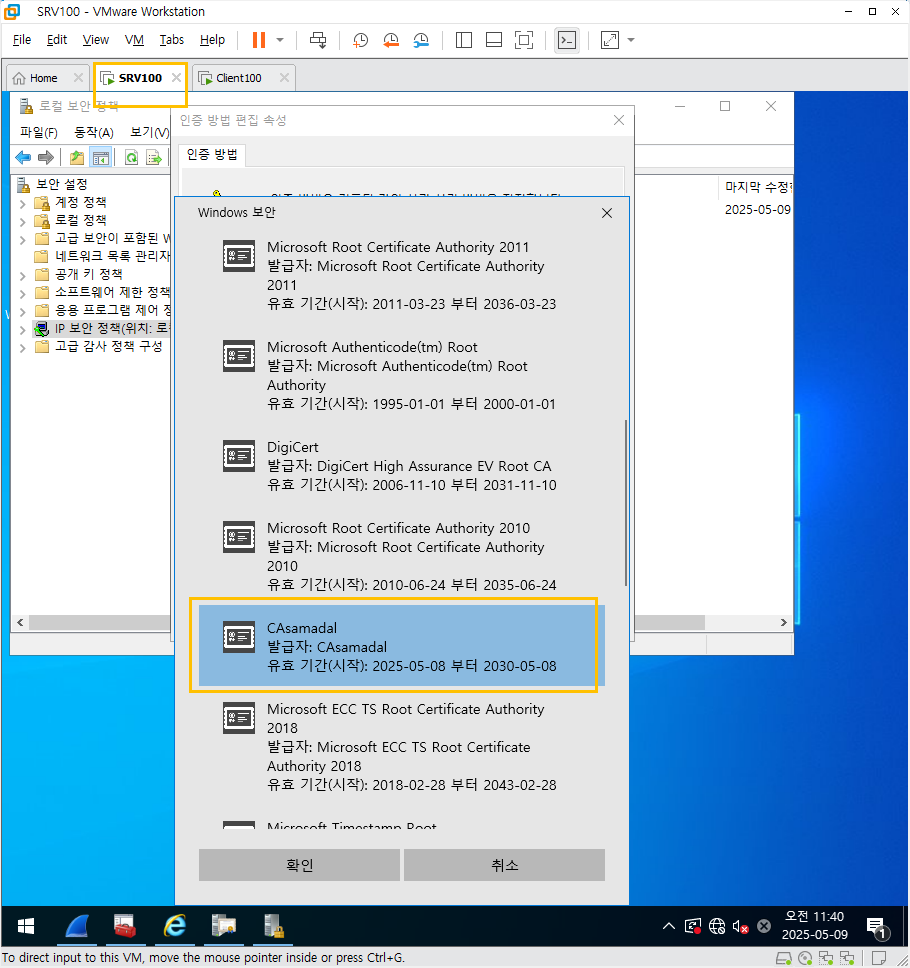 SRV100 - VMware Workstation
File Edit View VM Tabs Help
Home SRV100 Client100
로컬 보안 정책
파일(F) 동작(A) 보기(V)
인증 방법 편집 속성
인증 방법
보안 설정
계정 정책
로컬 정책
고급 보안이 포함된 W
네트워크 목록 관리자
공개 키 정책
소프트웨어 제한 정책
응용 프로그램 제어 정
IP 보안 정책(위치: 로컬
고급 감사 정책 구성
마지막 수정한
2025-05-09
Windows 보안
Microsoft Root Certificate Authority 2011
발급자: Microsoft Root Certificate Authority
2011
유효 기간(시작): 2011-03-23 부터 2036-03-23
Microsoft Authenticode(tm) Root
발급자: Microsoft Authenticode(tm) Root
Authority
유효 기간(시작): 1995-01-01 부터 2000-01-01
DigiCert
발급자: DigiCert High Assurance EV Root CA
유효 기간(시작): 2006-11-10 부터 2031-11-10
Microsoft Root Certificate Authority 2010
발급자: Microsoft Root Certificate Authority
2010
유효 기간(시작): 2010-06-24 부터 2035-06-24
CAsamadal
발급자: CAsamadal
유효 기간(시작): 2025-05-08 부터 2030-05-08
Microsoft ECC TS Root Certificate Authority
2018
발급자: Microsoft ECC TS Root Certificate
Authority 2018
유효 기간(시작): 2018-02-28 부터 2043-02-28
Microsoft Timestamp Root
확인 취소
오전 11:40
2025-05-09
1
To direct input to this VM, move the mouse pointer inside or press Ctrl+G.